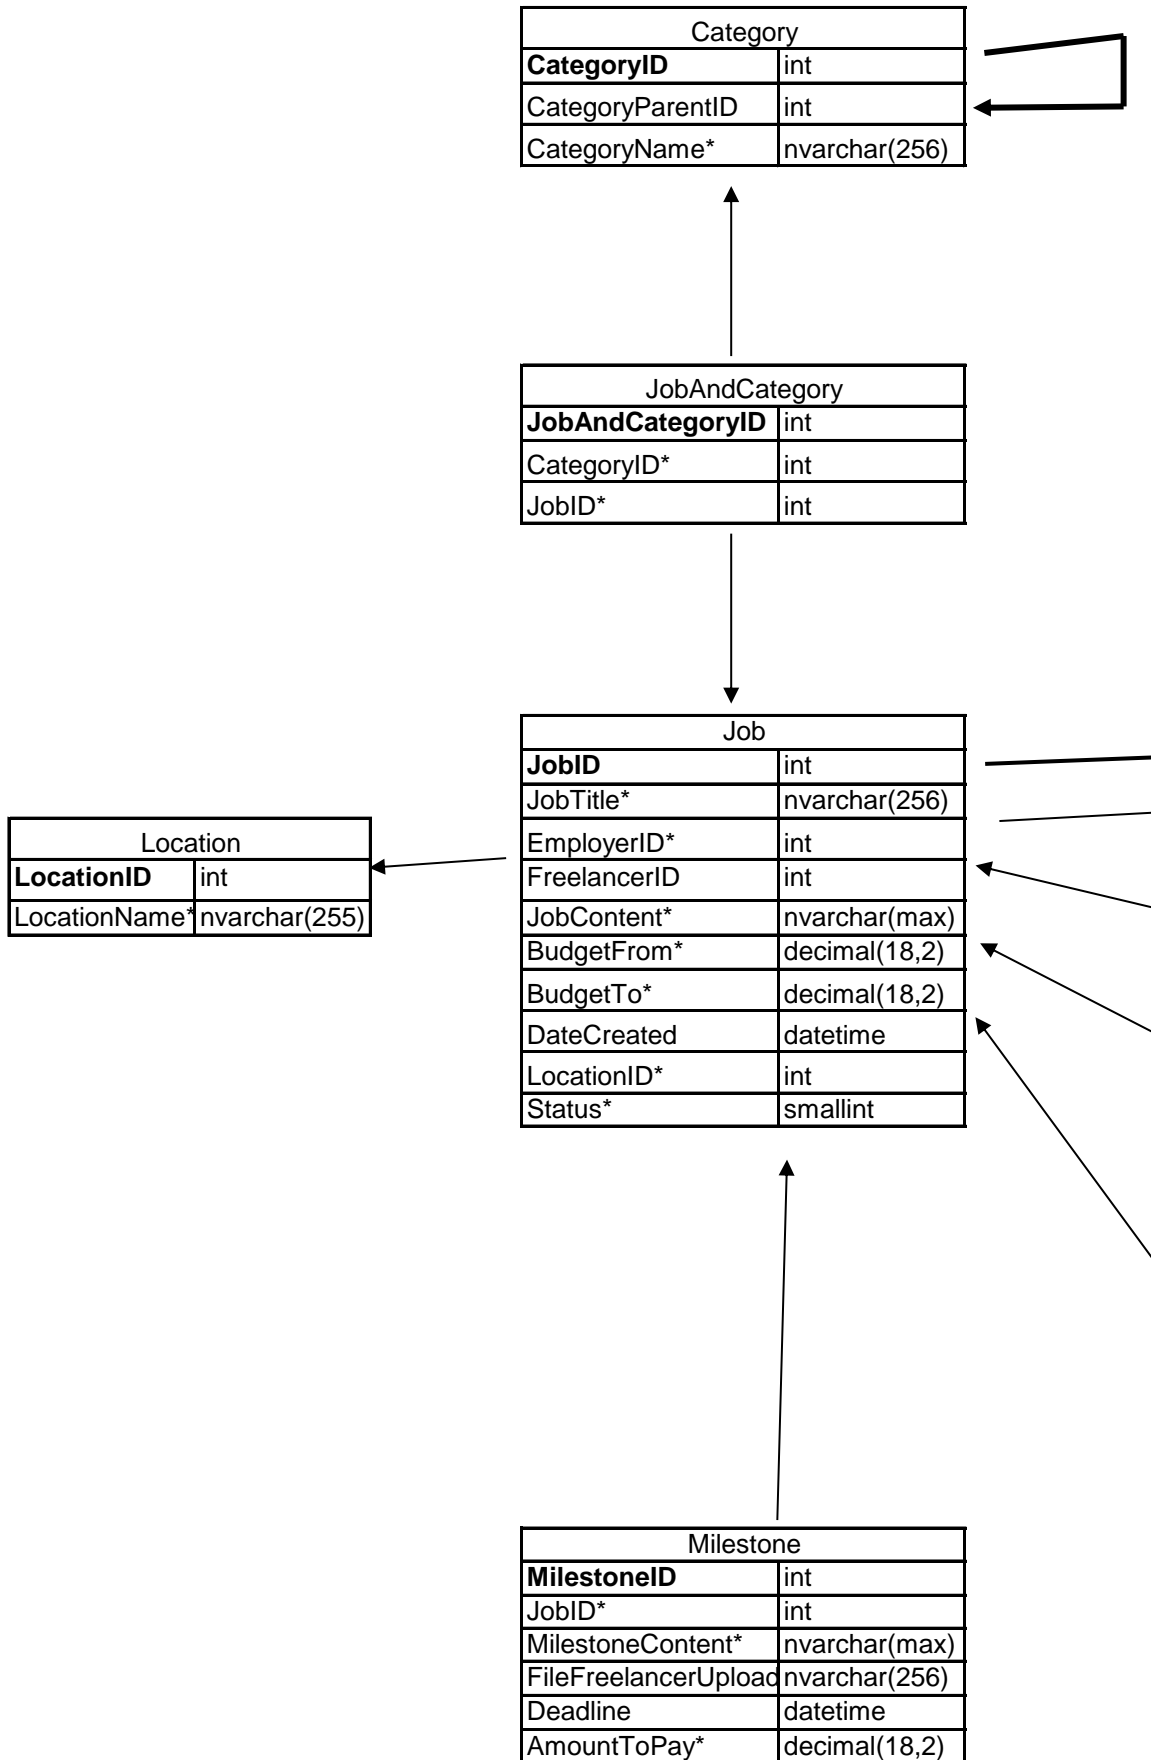 Category
CategoryID int
CategoryParentID int
CategoryName* nvarchar(256)
JobAndCategory
JobAndCategoryID int
CategoryID* int
JobID* int
Job
JobID int
JobTitle* nvarchar(256)
EmployerID* int
FreelancerID int
JobContent* nvarchar(max)
BudgetFrom* decimal(18,2)
BudgetTo* decimal(18,2)
DateCreated datetime
LocationID* int
Status* smallint
Location
LocationID int
LocationName* nvarchar(255)
Milestone
MilestoneID int
JobID* int
MilestoneContent* nvarchar(max)
FileFreelancerUpload nvarchar(256)
Deadline datetime
AmountToPay* decimal(18,2)